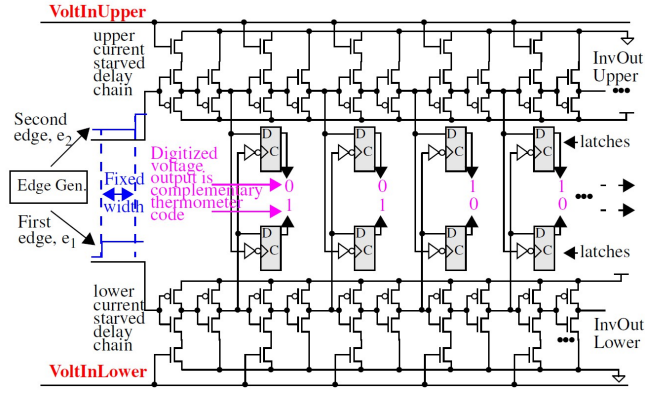 VoltInUpper
upper
current
starved
delay
chain
InvOut
Upper
•••
Second
edge, e2
D
C
D
C
D
C
D
C
latches
Digitized
voltage
output is
complementary
thermometer
code
0
0
1
1
1
1
0
0
•••
Edge Gen.
Fixed
width
First
edge, e1
D
C
D
C
D
C
D
C
latches
lower
current
starved
delay
chain
InvOut
Lower
•••
VoltInLower